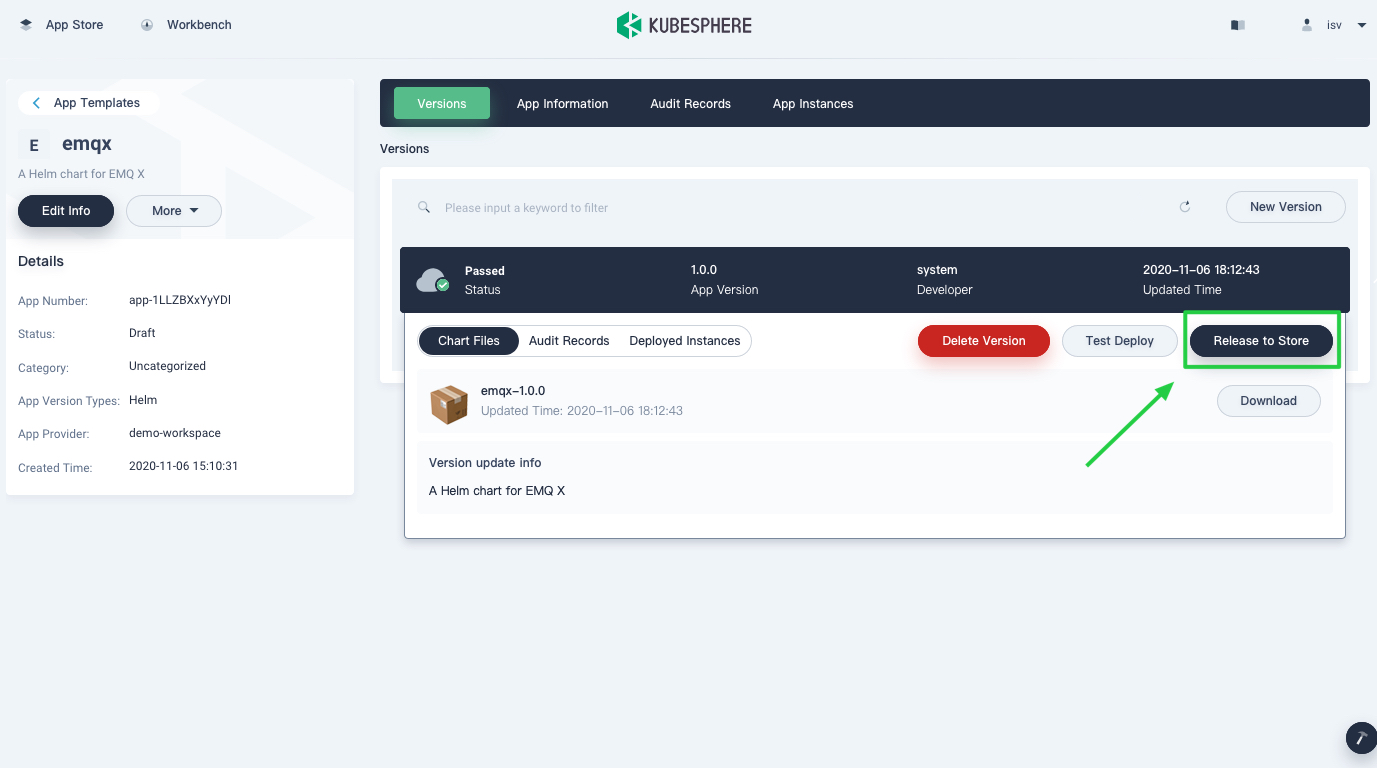 App Store
Workbench
KUBESPHERE
isv
App Templates
E
emqx
A Helm chart for EMQ X
Edit Info
More
Details
App Number: app-1LLZBXxYyYDl
Status: Draft
Category: Uncategorized
App Version Types: Helm
App Provider: demo-workspace
Created Time: 2020-11-06 15:10:31
Versions
App Information
Audit Records
App Instances
Versions
Please input a keyword to filter
New Version
Passed
Status
1.0.0
App Version
system
Developer
2020-11-06 18:12:43
Updated Time
Chart Files
Audit Records
Deployed Instances
Delete Version
Test Deploy
Release to Store
emqx-1.0.0
Updated Time: 2020-11-06 18:12:43
Download
Version update info
A Helm chart for EMQ X